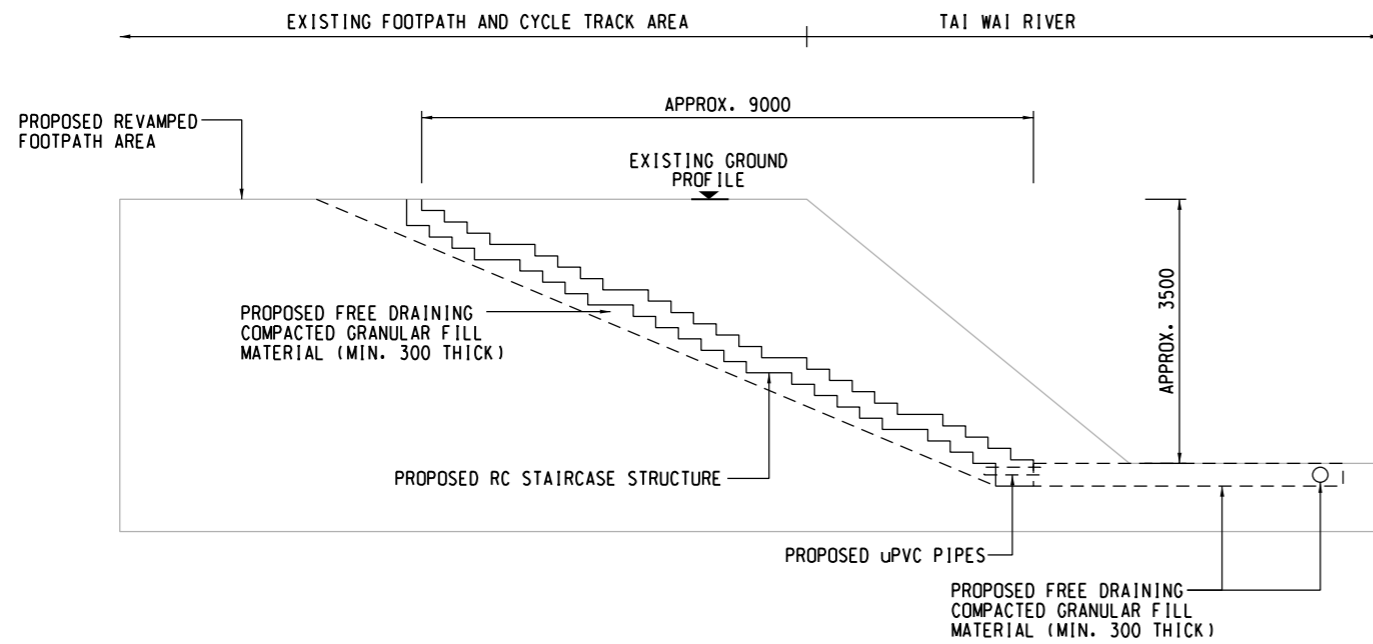 EXISTING FOOTPATH AND CYCLE TRACK AREA
TAI WAI RIVER
APPROX. 9000
PROPOSED REVAMPED
FOOTPATH AREA
EXISTING GROUND
PROFILE
APPROX. 3500
PROPOSED FREE DRAINING
COMPACTED GRANULAR FILL
MATERIAL (MIN. 300 THICK)
PROPOSED RC STAIRCASE STRUCTURE
PROPOSED uPVC PIPES
PROPOSED FREE DRAINING
COMPACTED GRANULAR FILL
MATERIAL (MIN. 300 THICK)